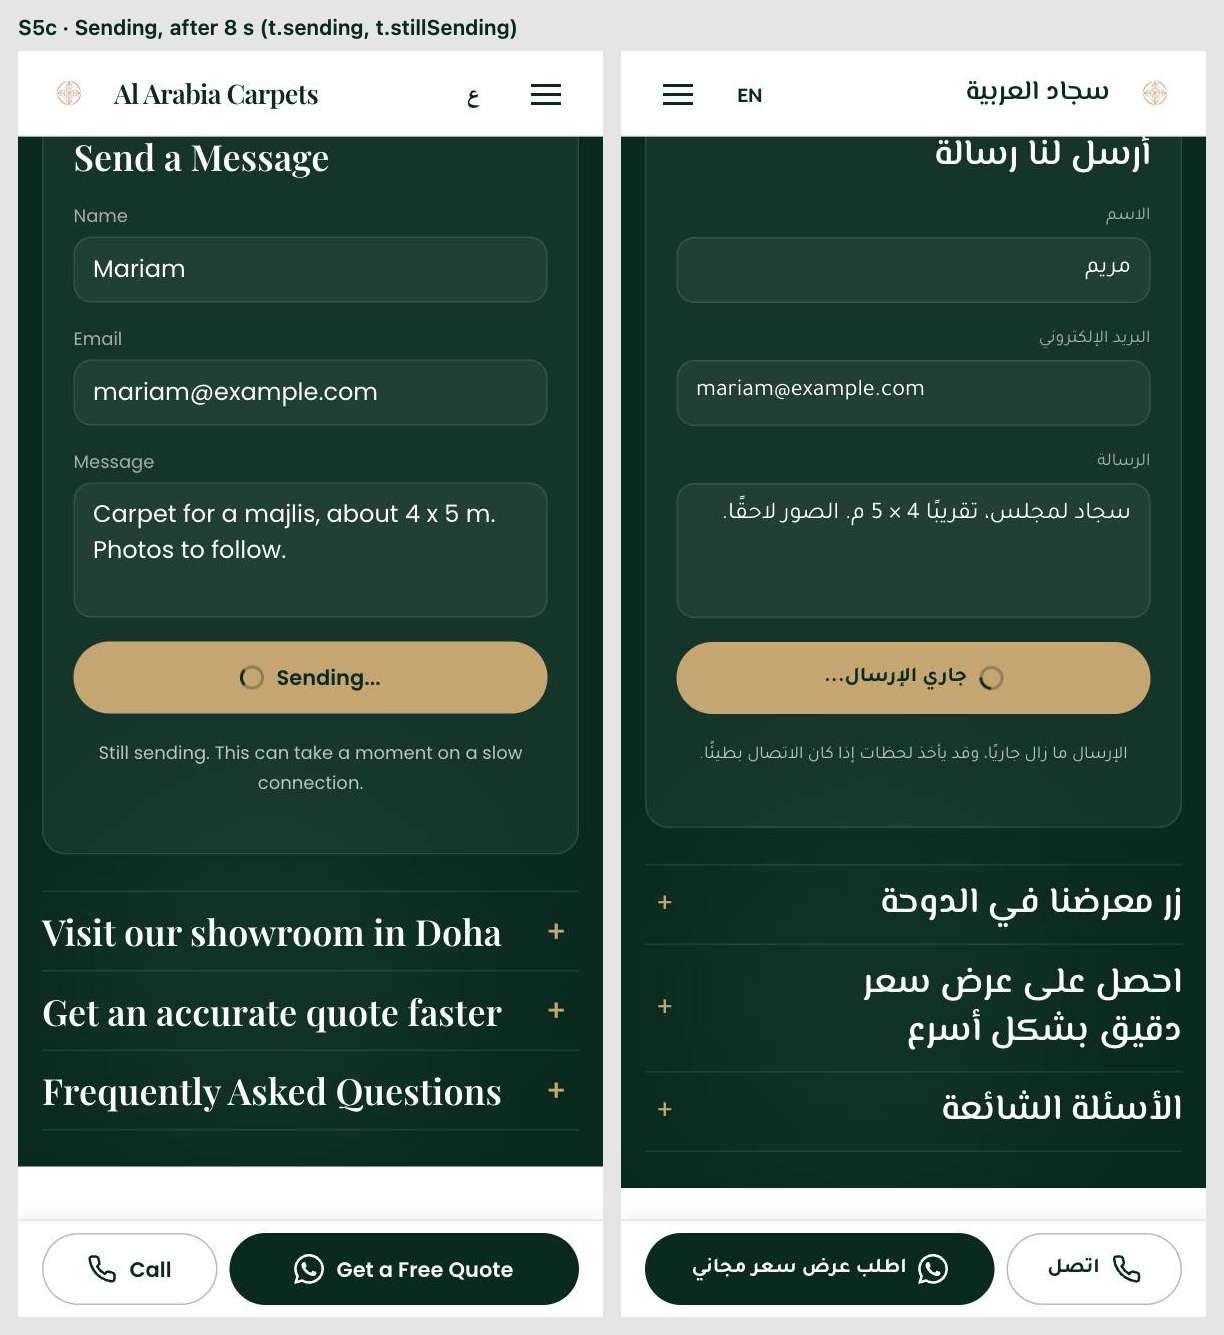 S5c · Sending, after 8 s (t.sending, t.stillSending)
Al Arabia Carpets
ع
Send a Message
Name
Mariam
Email
mariam@example.com
Message
Carpet for a majlis, about 4 x 5 m.
Photos to follow.
Sending...
Still sending. This can take a moment on a slow
connection.
Visit our showroom in Doha
+
Get an accurate quote faster
+
Frequently Asked Questions
+
Call
Get a Free Quote
سجاد العربية
EN
أرسل لنا رسالة
الاسم
مريم
البريد الإلكتروني
mariam@example.com
الرسالة
سجاد لمجلس، تقريبًا 4 × 5 م. الصور لاحقًا.
جاري الإرسال...
الإرسال ما زال جاريًا، وقد يأخذ لحظات إذا كان الاتصال بطيئًا.
زر معرضنا في الدوحة
+
احصل على عرض سعر
دقيق بشكل أسرع
+
الأسئلة الشائعة
+
اتصل
اطلب عرض سعر مجاني